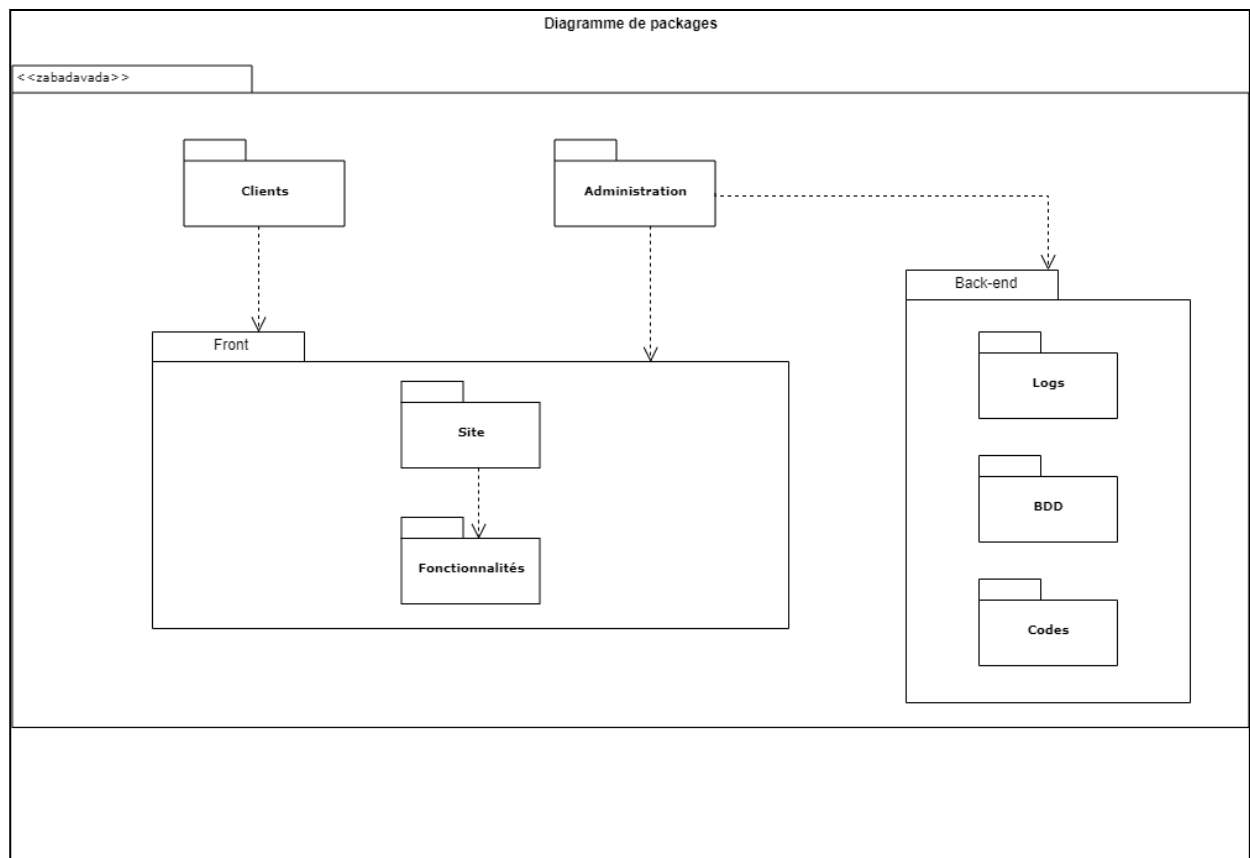 Diagramme de packages
<<zabadavada>>
Clients
Administration
Back-end
Front
Logs
Site
BDD
Fonctionnalités
Codes